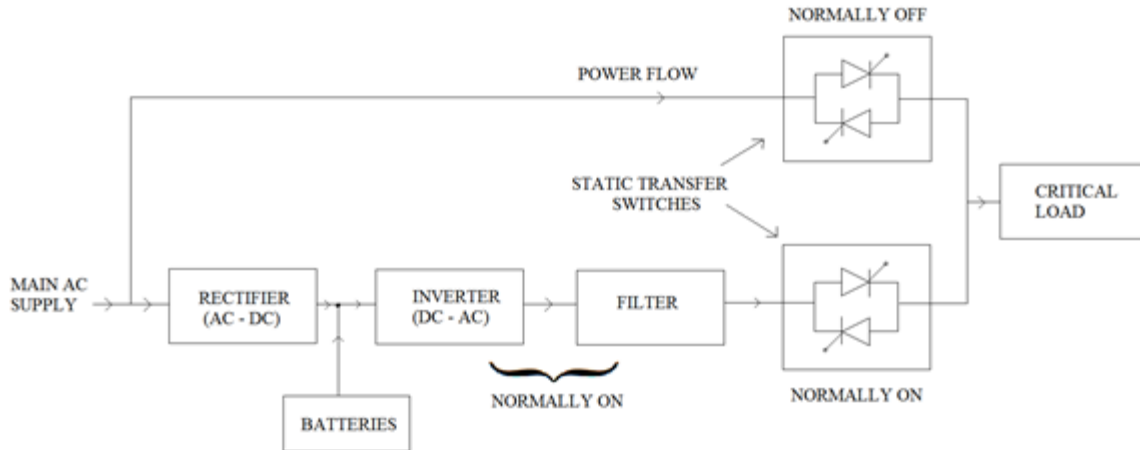 NORMALLY OFF
POWER FLOW
STATIC TRANSFER
SWITCHES
CRITICAL
LOAD
MAIN AC
SUPPLY
RECTIFIER
(AC - DC)
INVERTER
(DC - AC)
FILTER
NORMALLY ON
NORMALLY ON
BATTERIES